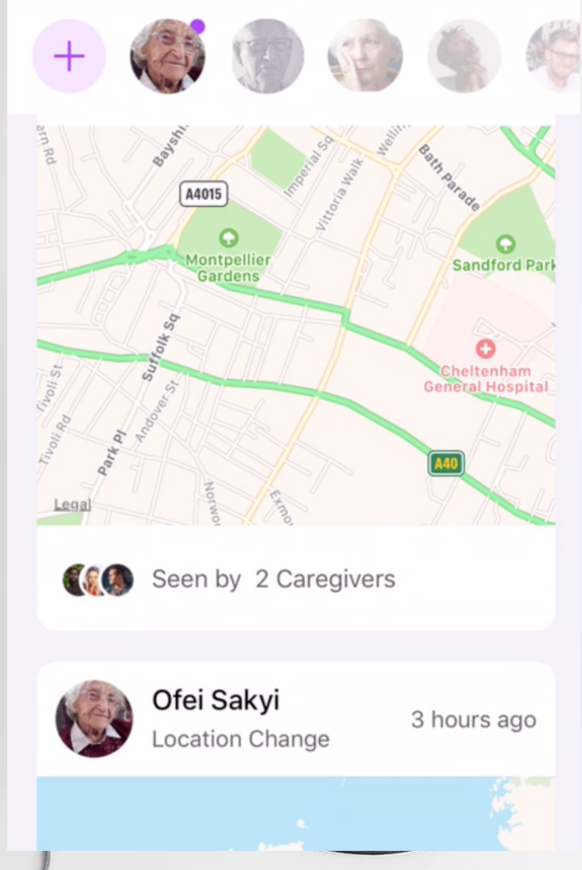 arn Rd
Bayshi
Imperial Sq
Vittoria Walk
Wellin
Bath Parade
A4015
Montpellier
Gardens
Sandford Park
Suffolk Sq
Cheltenham
General Hospital
Tivoli St
Andover St
Tivoli Rd
Park Pl
A40
Norwo
Exmo
Legal
Seen by 2 Caregivers
Ofei Sakyi
3 hours ago
Location Change